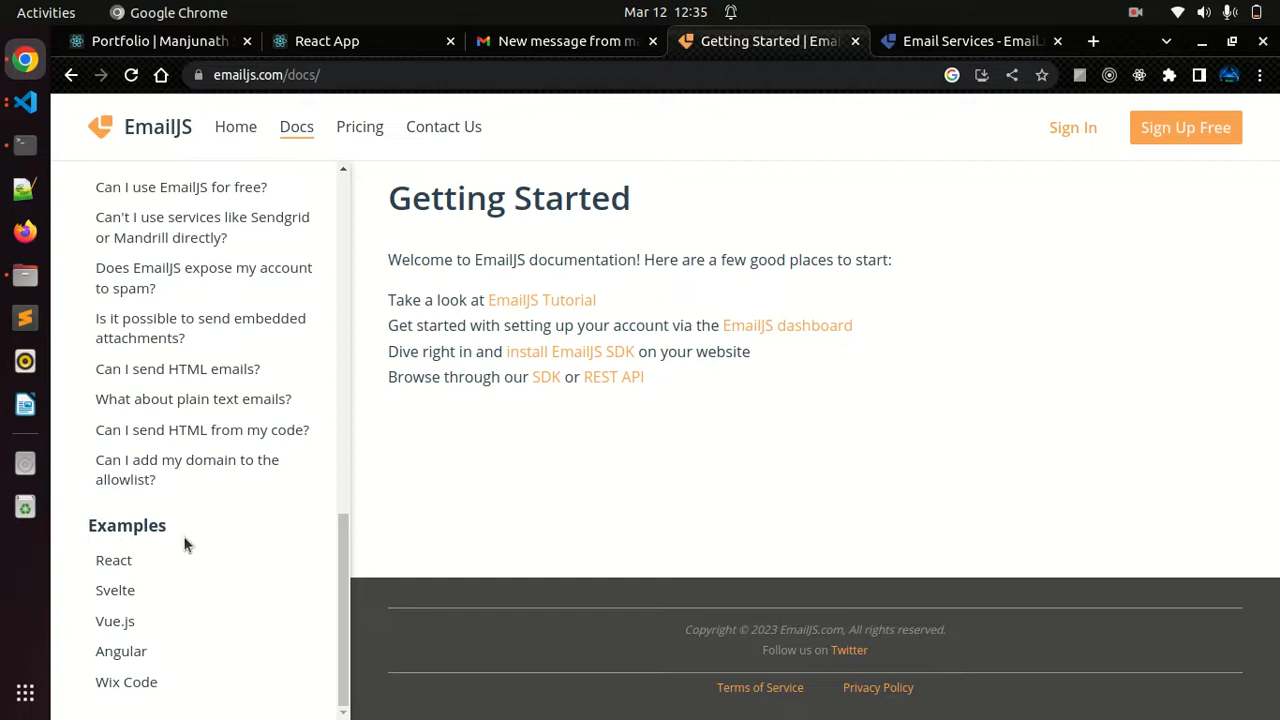 Activities
Google Chrome
Mar 12 12:35
Portfolio | Manjunath
React App
New message from m
Getting Started | Emai
Email Services - EmailJ
emailjs.com/docs/
EmailJS
Home
Docs
Pricing
Contact Us
Sign In
Sign Up Free
Can I use EmailJS for free?
Can't I use services like Sendgrid
or Mandrill directly?
Does EmailJS expose my account
to spam?
Is it possible to send embedded
attachments?
Can I send HTML emails?
What about plain text emails?
Can I send HTML from my code?
Can I add my domain to the
allowlist?
Examples
React
Svelte
Vue.js
Angular
Wix Code
Getting Started
Welcome to EmailJS documentation! Here are a few good places to start:
Take a look at EmailJS Tutorial
Get started with setting up your account via the EmailJS dashboard
Dive right in and install EmailJS SDK on your website
Browse through our SDK or REST API
Copyright © 2023 EmailJS.com, All rights reserved.
Follow us on Twitter
Terms of Service
Privacy Policy